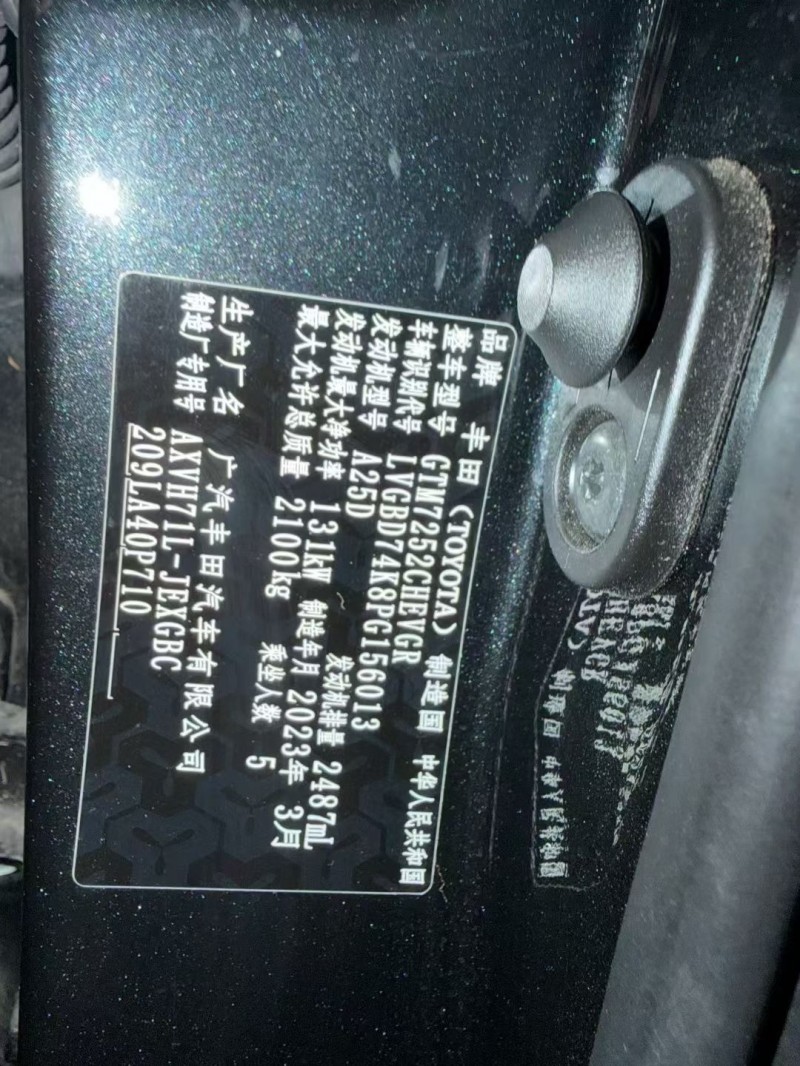 品牌 丰田（TOYOTA） 制造国 中华人民共和国
整车型号 GTM7252CHEVGR
车辆识别代号 LVGBD74K8PG156013
发动机型号 A25D 发动机排量 2487mL
发动机最大净功率 131kW 制造年月 2023年 3月
最大允许总质量 2100kg 乘坐人数 5
生产厂名 广汽丰田汽车有限公司
制造厂专用号 AXVH71L-JEXGBC
209LA40P710